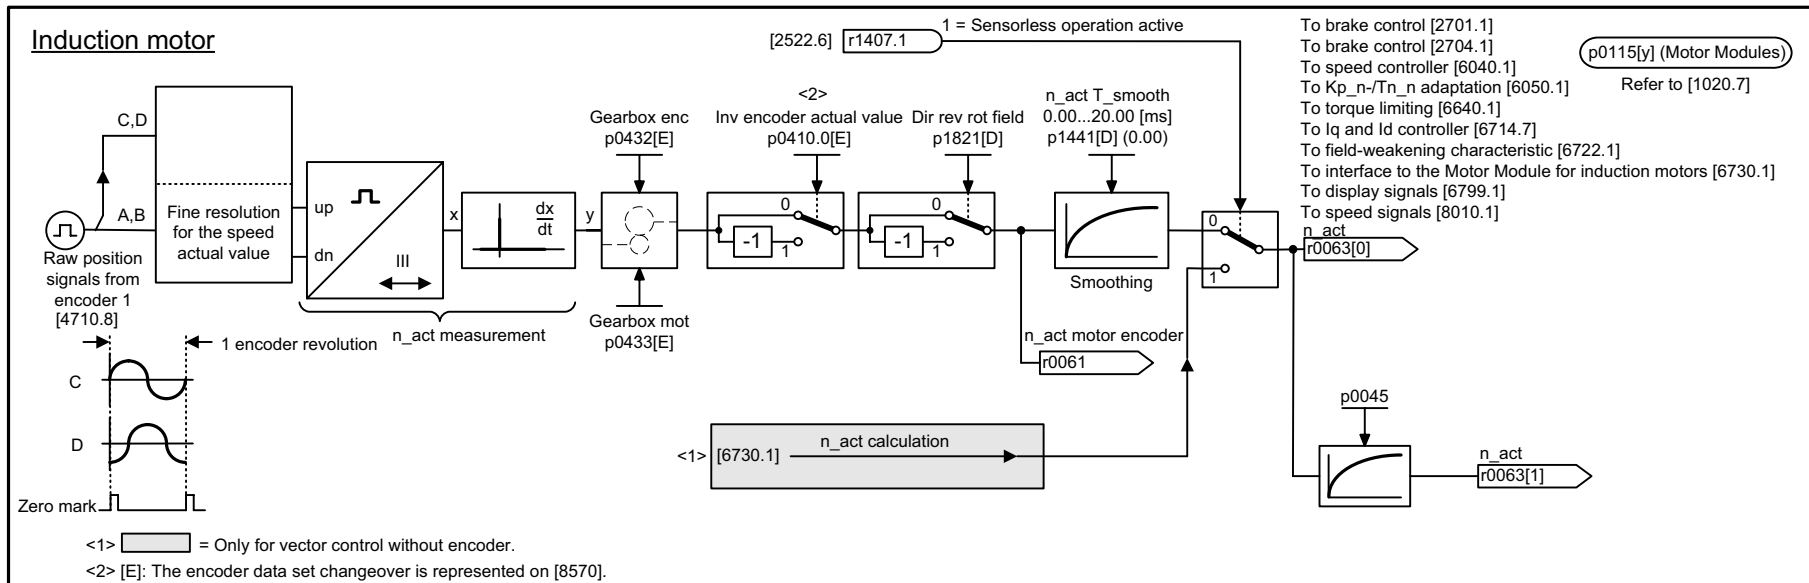 Induction motor
[2522.6]
r1407.1
1 = Sensorless operation active
To brake control [2701.1]
To brake control [2704.1]
To speed controller [6040.1]
To Kp_n-/Tn_n adaptation [6050.1]
To torque limiting [6640.1]
To Iq and Id controller [6714.7]
To field-weakening characteristic [6722.1]
To interface to the Motor Module for induction motors [6730.1]
To display signals [6799.1]
To speed signals [8010.1]
p0115[y] (Motor Modules)
Refer to [1020.7]
C,D
A,B
Raw position
signals from
encoder 1
[4710.8]
Fine resolution
for the speed
actual value
up
dn
III
x
dx
dt
y
n_act measurement
Gearbox enc
p0432[E]
Gearbox mot
p0433[E]
<2>
Inv encoder actual value
p0410.0[E]
0
-1
1
Dir rev rot field
p1821[D]
0
-1
1
n_act T_smooth
0.00...20.00 [ms]
p1441[D] (0.00)
Smoothing
0
1
n_act
r0063[0]
n_act motor encoder
r0061
1 encoder revolution
C
D
Zero mark
<1>
[6730.1]
n_act calculation
p0045
n_act
r0063[1]
<1>
= Only for vector control without encoder.
<2> [E]: The encoder data set changeover is represented on [8570].